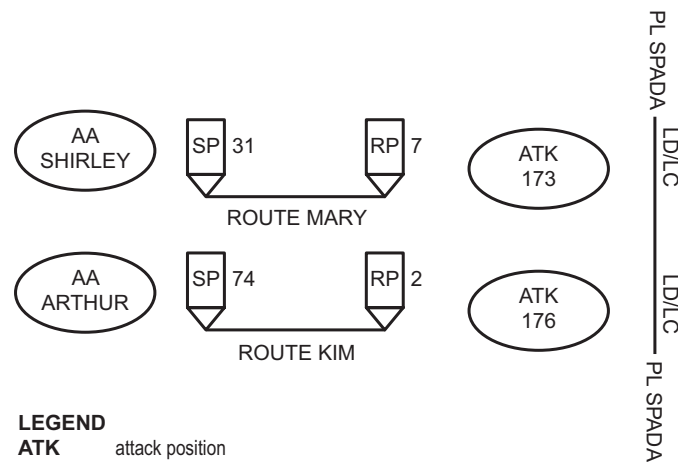 PL SPADA
AA
SHIRLEY
SP 31
RP 7
ATK
173
LD/LC
ROUTE MARY
AA
ARTHUR
SP 74
RP 2
ATK
176
LD/LC
ROUTE KIM
PL SPADA
LEGEND
ATK attack position